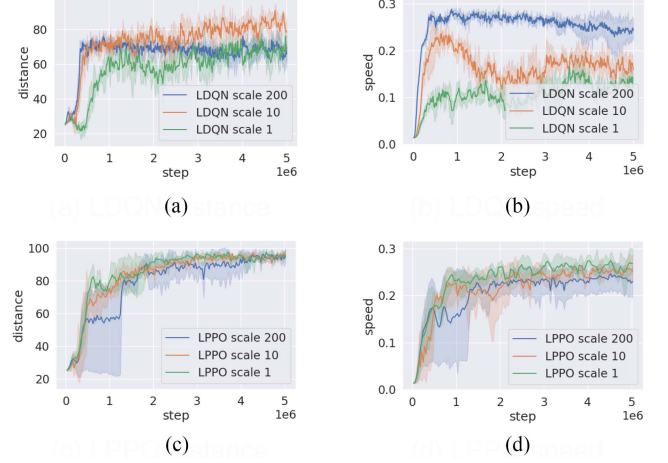 80
60
40
20
distance
LDQN scale 200
LDQN scale 10
LDQN scale 1
0 1 2 3 4 5
step 1e6
(a)
0.3
0.2
0.1
0.0
speed
LDQN scale 200
LDQN scale 10
LDQN scale 1
0 1 2 3 4 5
step 1e6
(b)
100
80
60
40
20
distance
LPPO scale 200
LPPO scale 10
LPPO scale 1
0 1 2 3 4 5
step 1e6
(c)
0.3
0.2
0.1
0.0
speed
LPPO scale 200
LPPO scale 10
LPPO scale 1
0 1 2 3 4 5
step 1e6
(d)